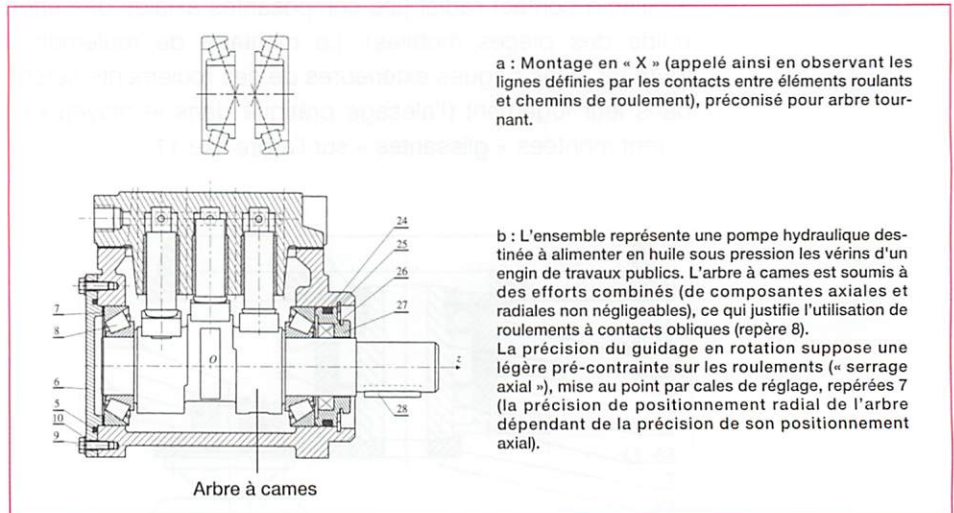 a : Montage en « X » (appelé ainsi en observant les
lignes définies par les contacts entre éléments roulants
et chemins de roulement), préconisé pour arbre tour-
nant.
24
25
26
27
7
8
O
z
6
5
10
9
28
b : L'ensemble représente une pompe hydraulique des-
tinée à alimenter en huile sous pression les vérins d'un
engin de travaux publics. L'arbre à cames est soumis à
des efforts combinés (de composantes axiales et
radiales non négligeables), ce qui justifie l'utilisation de
roulements à contacts obliques (repère 8).
La précision du guidage en rotation suppose une
légère pré-contrainte sur les roulements (« serrage
axial »), mise au point par cales de réglage, repérées 7
(la précision de positionnement radial de l'arbre
dépendant de la précision de son positionnement
axial).
Arbre à cames